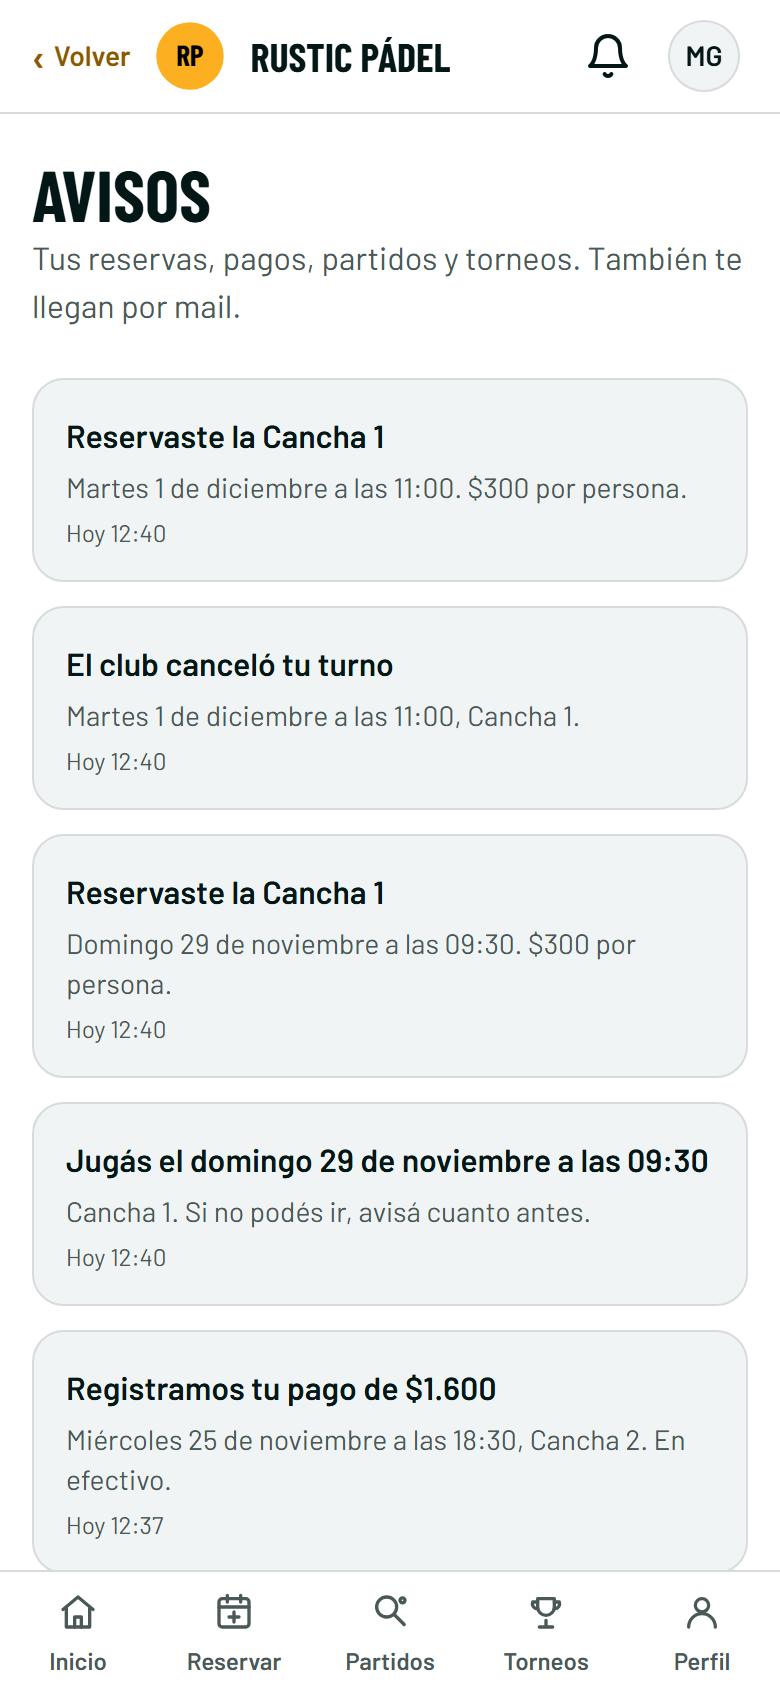 ‹ Volver RP RUSTIC PÁDEL MG
AVISOS
Tus reservas, pagos, partidos y torneos. También te
llegan por mail.
Reservaste la Cancha 1
Martes 1 de diciembre a las 11:00. $300 por persona.
Hoy 12:40
El club canceló tu turno
Martes 1 de diciembre a las 11:00, Cancha 1.
Hoy 12:40
Reservaste la Cancha 1
Domingo 29 de noviembre a las 09:30. $300 por
persona.
Hoy 12:40
Jugás el domingo 29 de noviembre a las 09:30
Cancha 1. Si no podés ir, avisá cuanto antes.
Hoy 12:40
Registramos tu pago de $1.600
Miércoles 25 de noviembre a las 18:30, Cancha 2. En
efectivo.
Hoy 12:37
Inicio Reservar Partidos Torneos Perfil